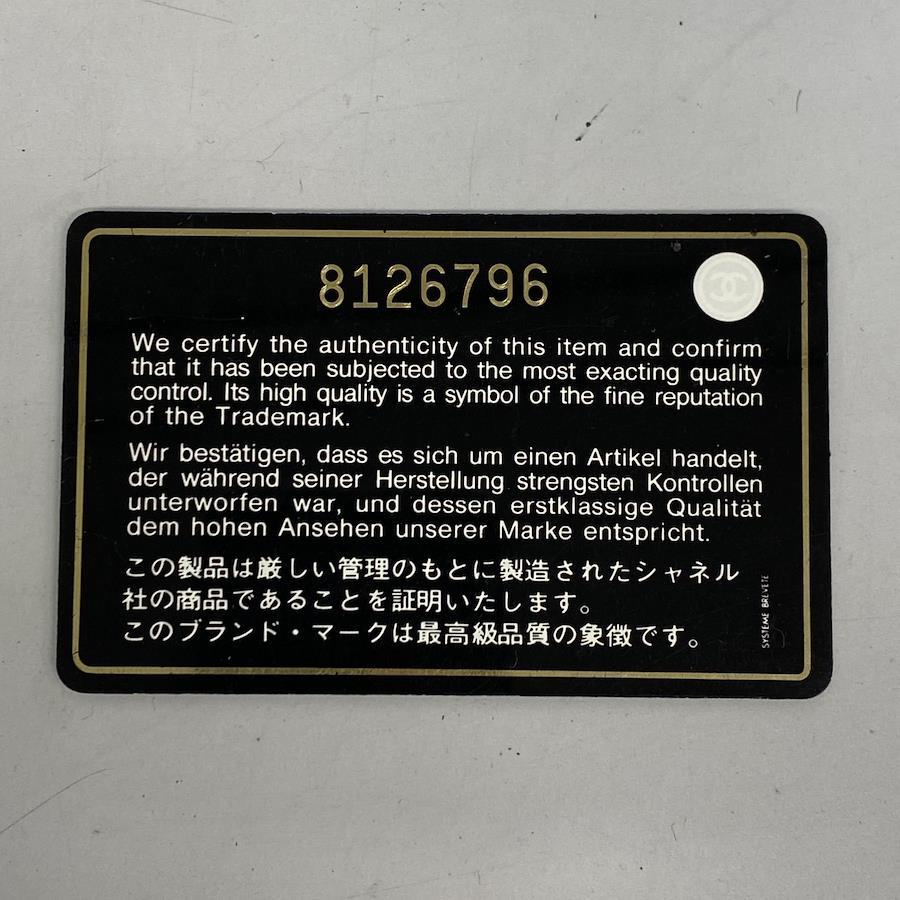 8126796
We certify the authenticity of this item and confirm
that it has been subjected to the most exacting quality
control. Its high quality is a symbol of the fine reputation
of the Trademark.
Wir bestätigen, dass es sich um einen Artikel handelt,
der während seiner Herstellung strengsten Kontrollen
unterworfen war, und dessen erstklassige Qualität
dem hohen Ansehen unserer Marke entspricht.
この製品は厳しい管理のもとに製造されたシャネル
社の商品であることを証明いたします。
このブランド・マークは最高級品質の象徴です。
SYSTEME BREVETE